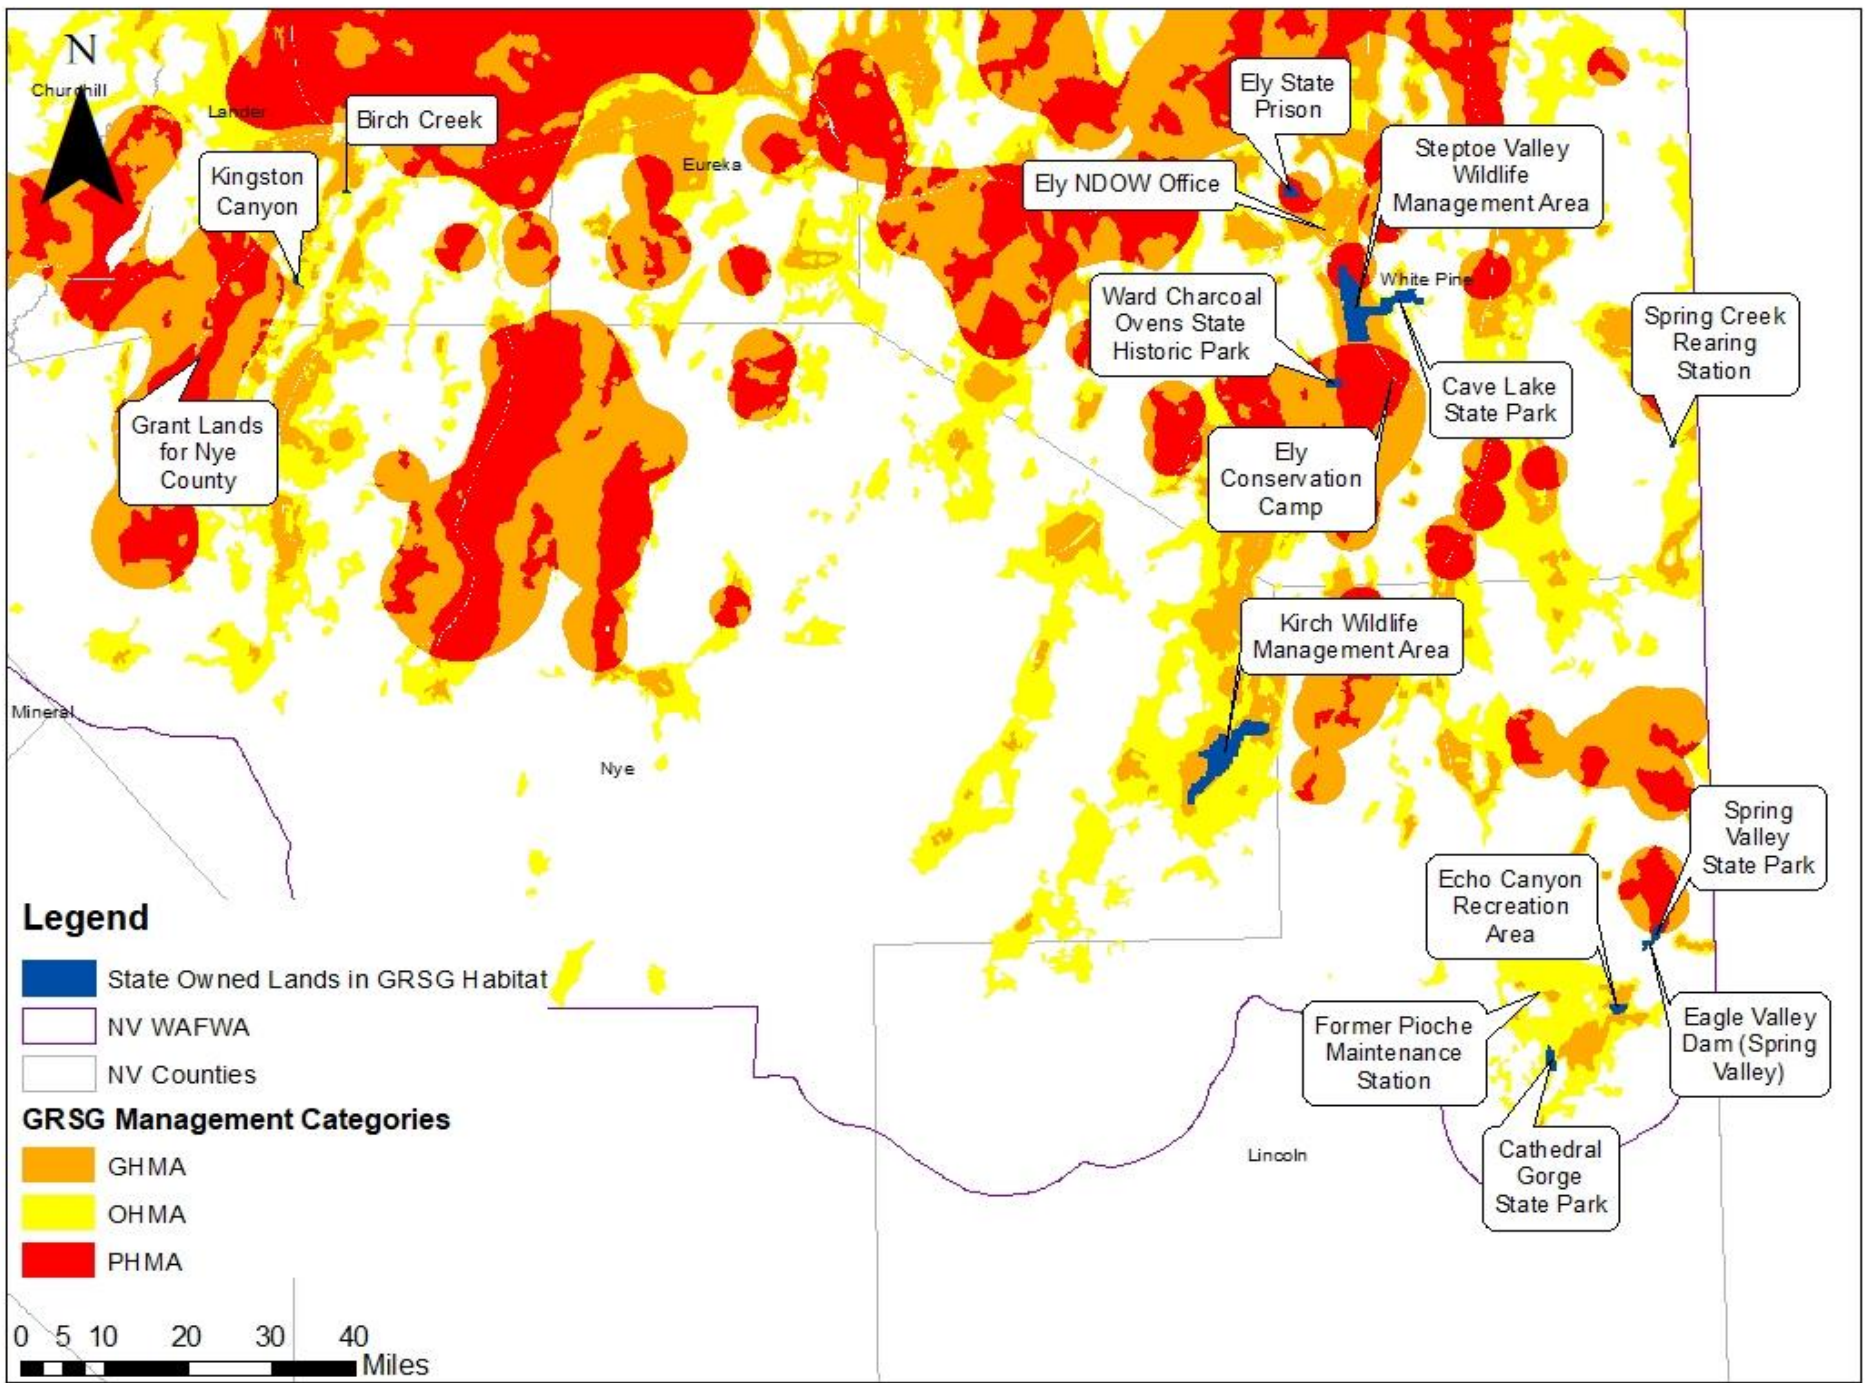 N
Churchill
Lander
Birch Creek
Kingston
Canyon
Eureka
Ely State
Prison
Steptoe Valley
Wildlife
Management Area
Ely NDOW Office
White Pine
Ward Charcoal
Ovens State
Historic Park
Spring Creek
Rearing
Station
Cave Lake
State Park
Grant Lands
for Nye
County
Ely
Conservation
Camp
Kirch Wildlife
Management Area
Mineral
Nye
Spring
Valley
State Park
Echo Canyon
Recreation
Area
Former Pioche
Maintenance
Station
Eagle Valley
Dam (Spring
Valley)
Lincoln
Cathedral
Gorge
State Park
Legend
State Owned Lands in GRSG Habitat
NV WAFWA
NV Counties
GRSG Management Categories
GHMA
OHMA
PHMA
0 5 10 20 30 40
Miles